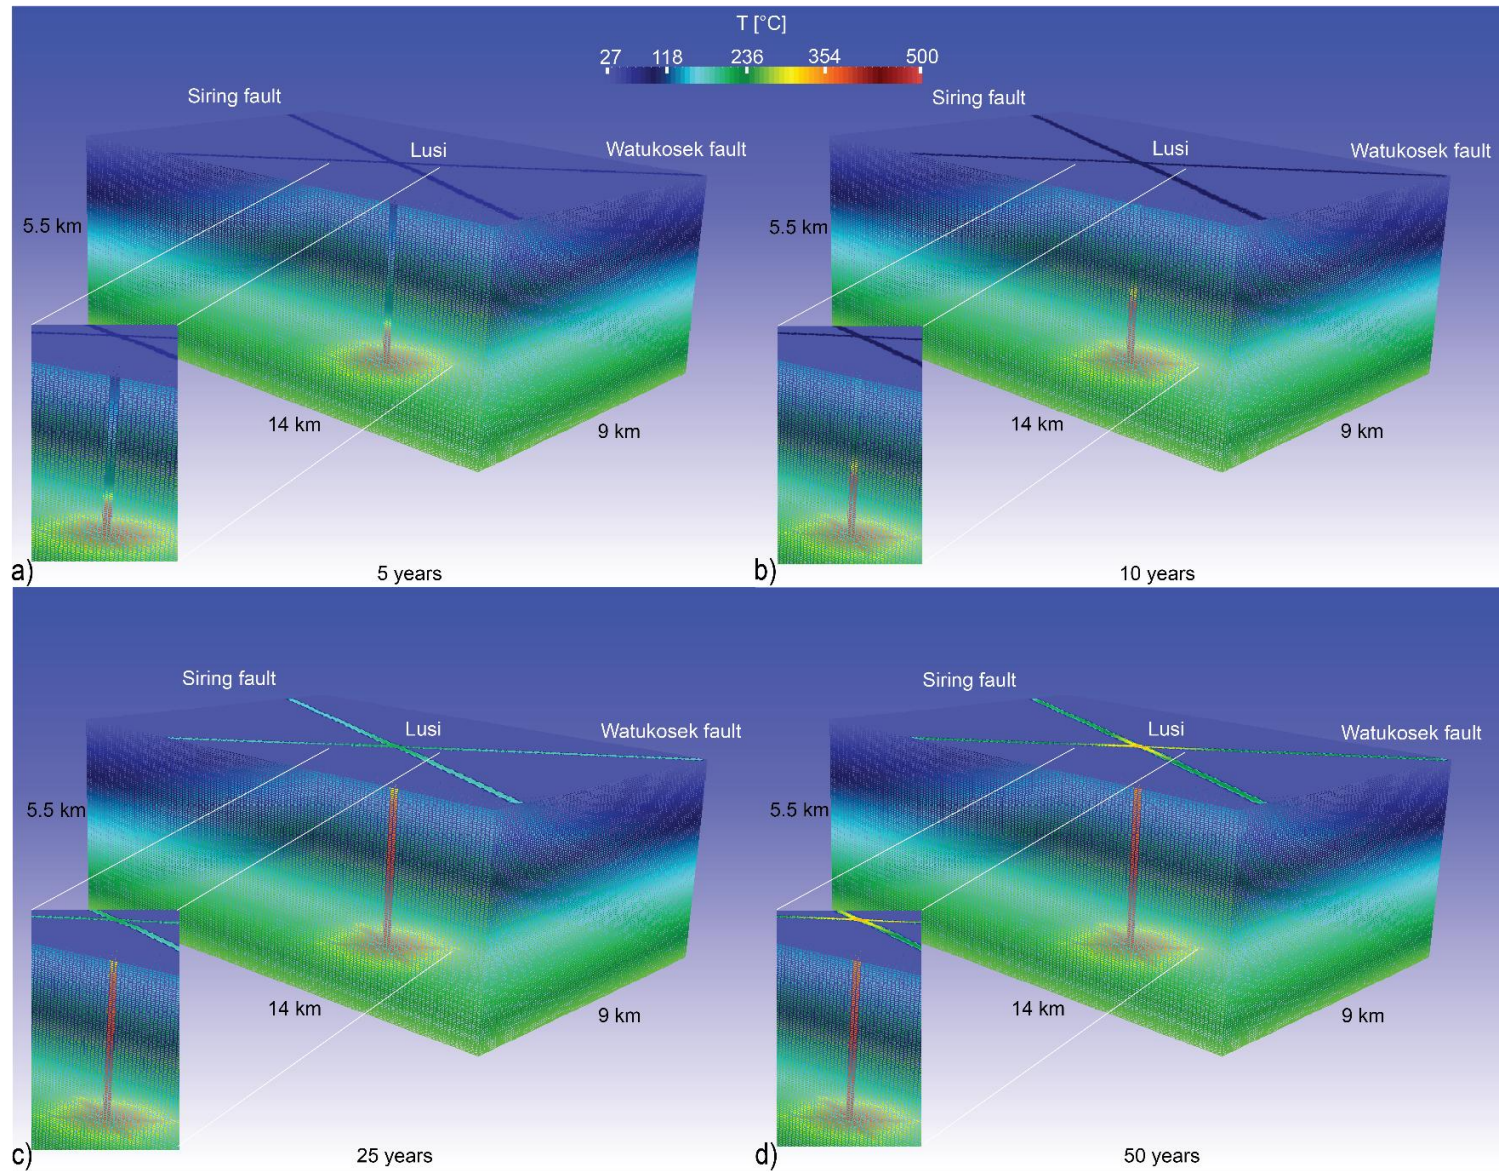 T [°C]
27 118 236 354 500
Siring fault
Lusi
Watukosek fault
5.5 km
14 km
9 km
a)
5 years
Siring fault
Lusi
Watukosek fault
5.5 km
14 km
9 km
b)
10 years
Siring fault
Lusi
Watukosek fault
5.5 km
14 km
9 km
c)
25 years
Siring fault
Lusi
Watukosek fault
5.5 km
14 km
9 km
d)
50 years